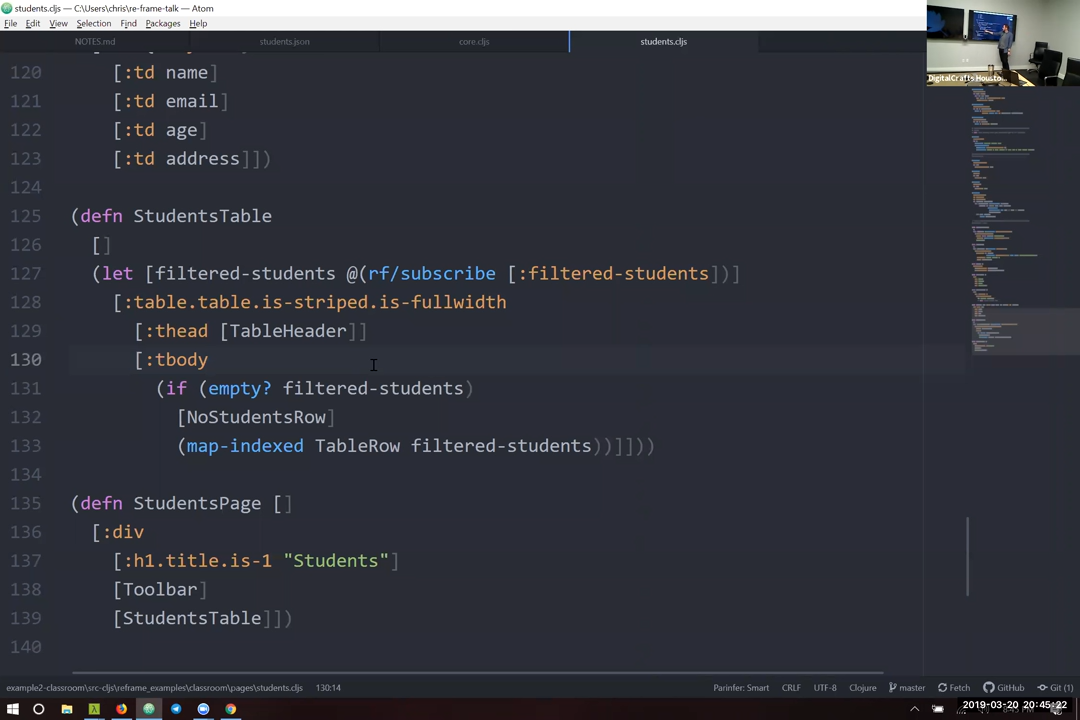 students.cljs — C:\Users\chris\re-frame-talk — Atom
File Edit View Selection Find Packages Help
NOTES.md students.json core.cljs students.cljs
DigitalCrafts Housto...
120 [:td name]
121 [:td email]
122 [:td age]
123 [:td address]])
124
125 (defn StudentsTable
126 []
127 (let [filtered-students @(rf/subscribe [:filtered-students])]
128 [:table.table.is-striped.is-fullwidth
129 [:thead [TableHeader]]
130 [:tbody
131 (if (empty? filtered-students)
132 [NoStudentsRow]
133 (map-indexed TableRow filtered-students))]]))
134
135 (defn StudentsPage []
136 [:div
137 [:h1.title.is-1 "Students"]
138 [Toolbar]
139 [StudentsTable]])
140
example2-classroom\src-cljs\reframe_examples\classroom\pages\students.cljs 130:14 Parinfer: Smart CRLF UTF-8 Clojure master Fetch GitHub Git (1)
2019-03-20 20:45:22